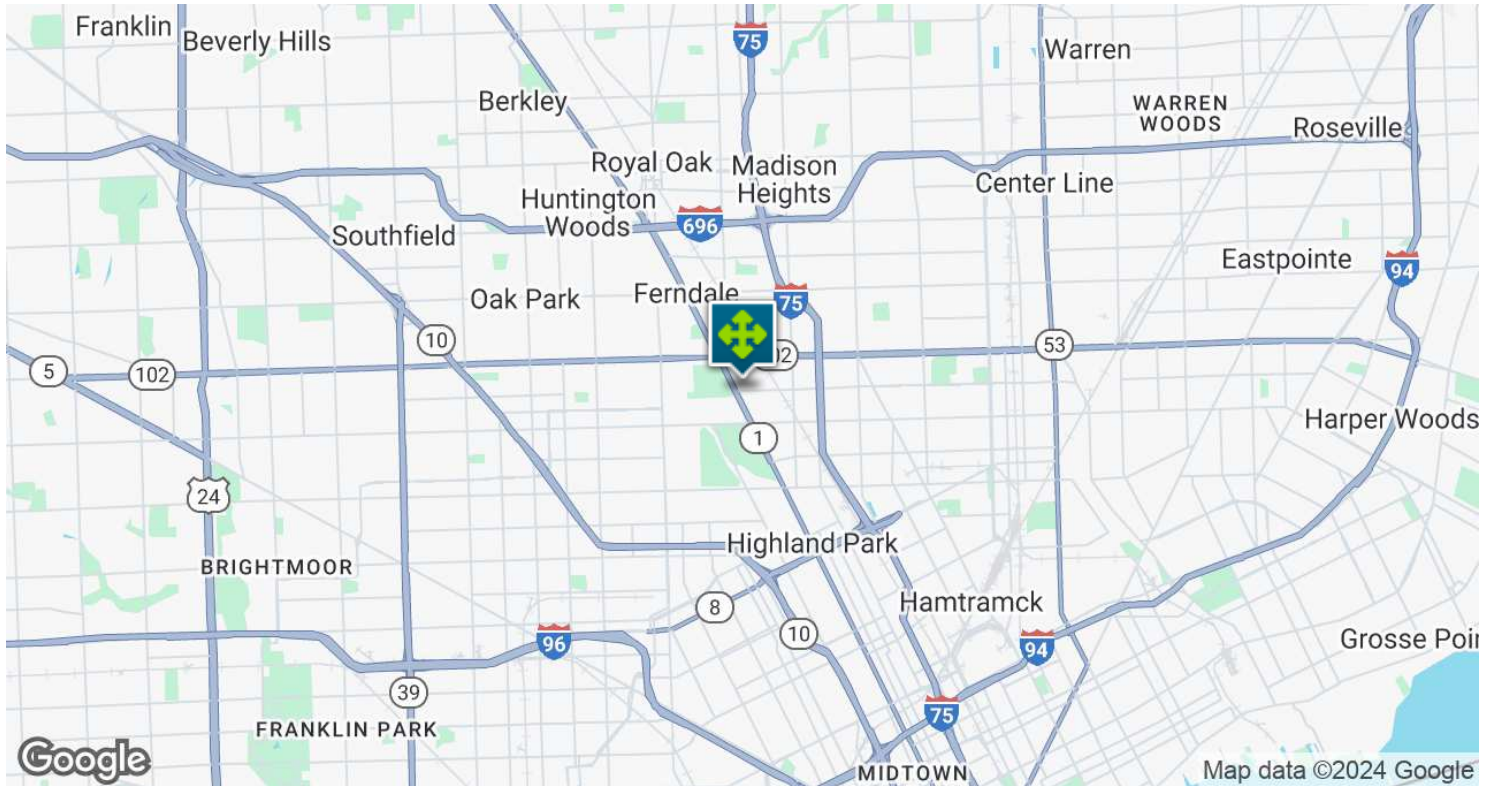 Franklin
Beverly Hills
75
Warren
Berkley
WARREN
WOODS
Roseville
Royal Oak
Madison
Heights
Center Line
Huntington
Woods
696
Southfield
Eastpointe
94
Oak Park
Ferndale
75
10
53
5
102
Harper Woods
1
24
Highland Park
BRIGHTMOOR
8
Hamtramck
10
96
94
Grosse Poin
39
75
FRANKLIN PARK
Google
MIDTOWN
Map data ©2024 Google